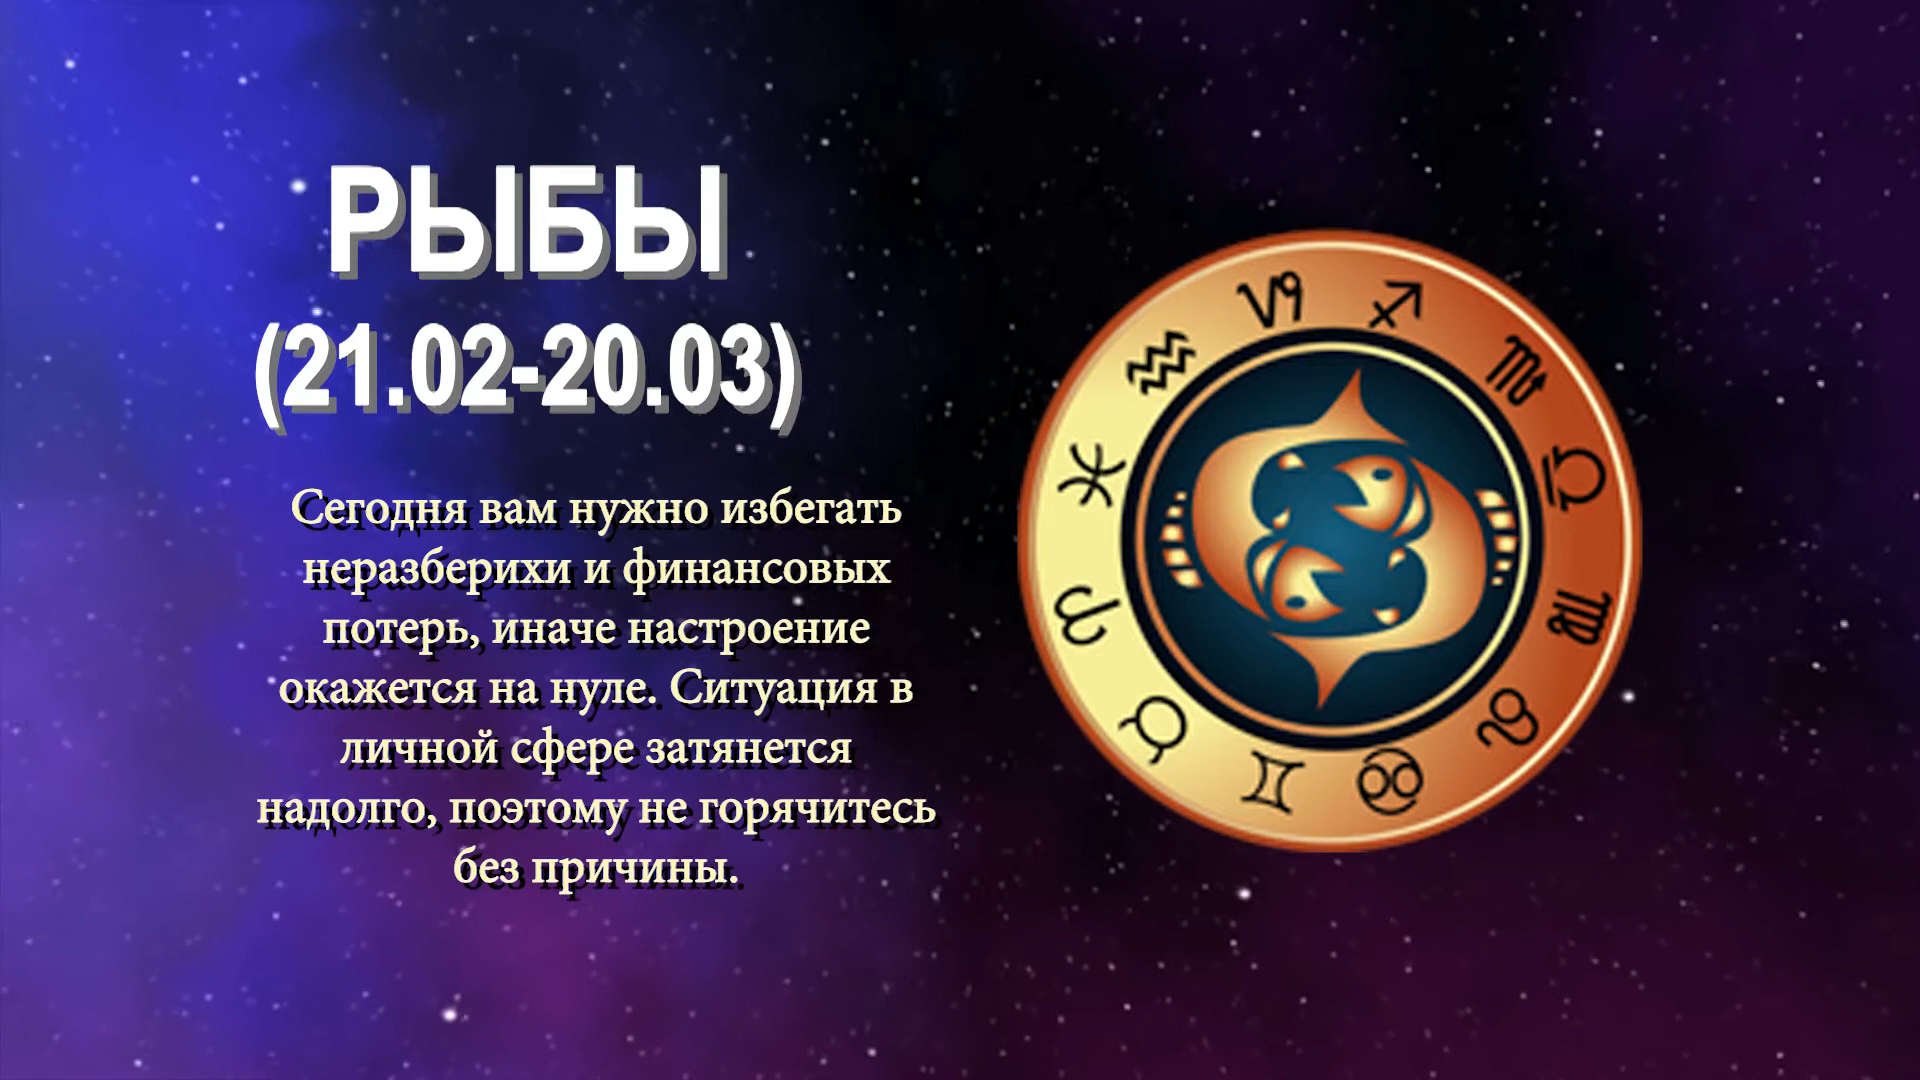 РЫБЫ
(21.02-20.03)
Сегодня вам нужно избегать
неразберихи и финансовых
потерь, иначе настроение
окажется на нуле. Ситуация в
личной сфере затянется
надолго, поэтому не горячитесь
без причины.